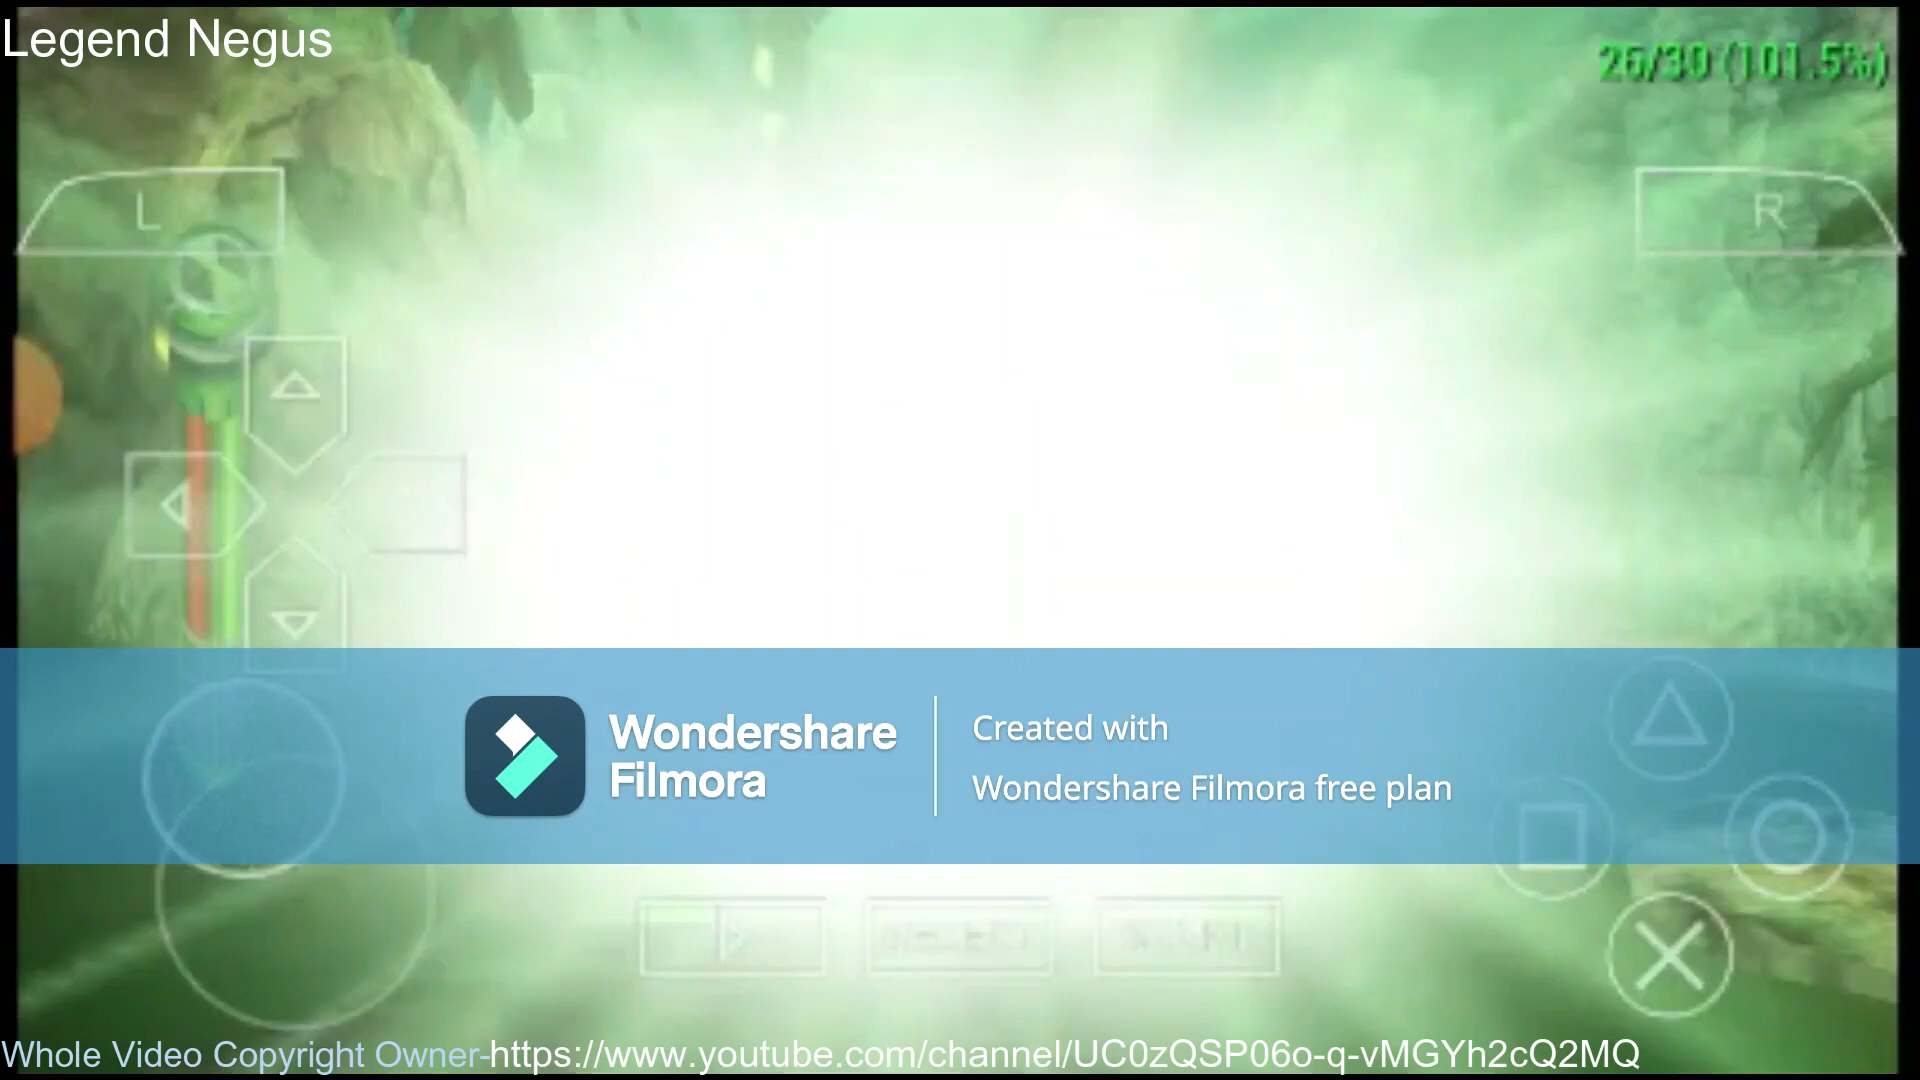 Legend Negus
26/30 (101.5%)
L
R
Wondershare
Filmora
Created with
Wondershare Filmora free plan
Whole Video Copyright Owner-https://www.youtube.com/channel/UC0zQSP06o-q-vMGYh2cQ2MQ